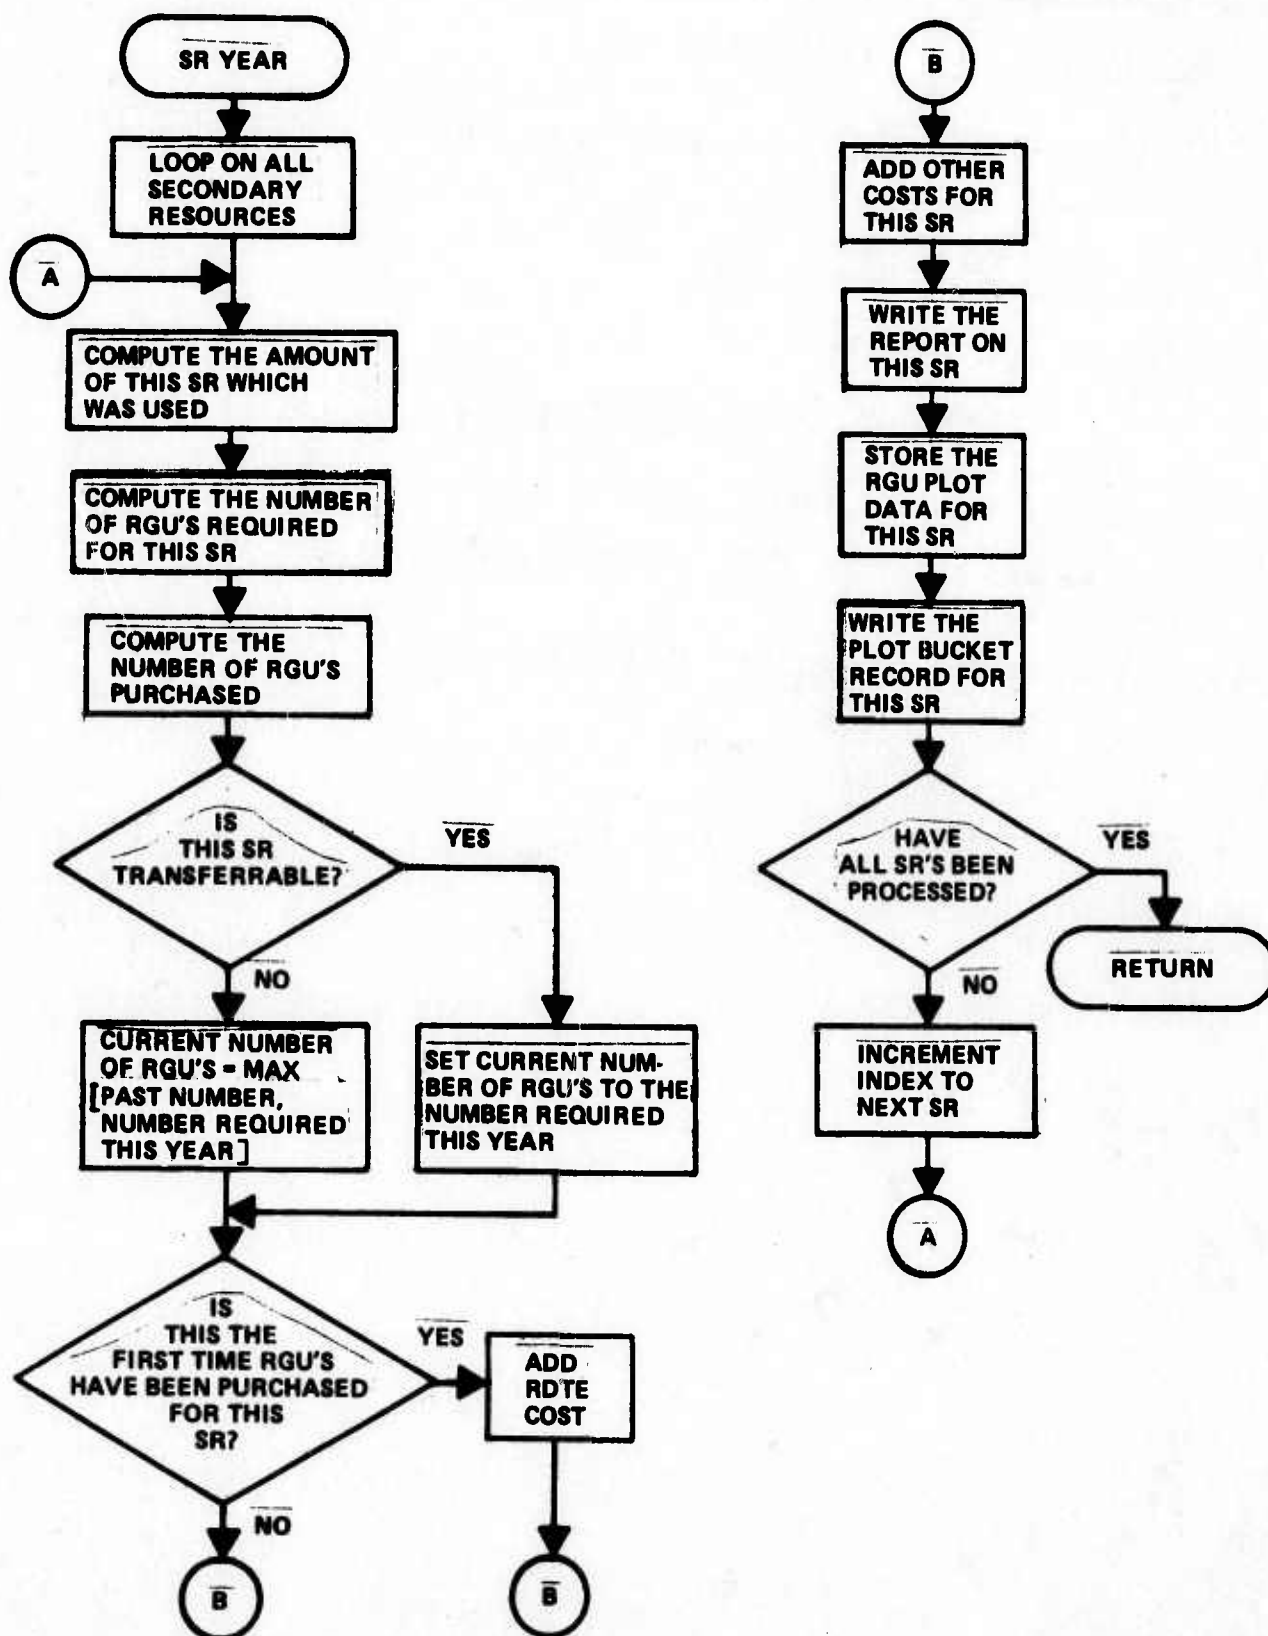 SR YEAR
LOOP ON ALL
SECONDARY
RESOURCES
A
COMPUTE THE AMOUNT
OF THIS SR WHICH
WAS USED
COMPUTE THE NUMBER
OF RGU'S REQUIRED
FOR THIS SR
COMPUTE THE
NUMBER OF RGU'S
PURCHASED
IS
THIS SR
TRANSFERRABLE?
YES
NO
CURRENT NUMBER
OF RGU'S = MAX
[PAST NUMBER,
NUMBER REQUIRED
THIS YEAR]
SET CURRENT NUM-
BER OF RGU'S TO THE
NUMBER REQUIRED
THIS YEAR
IS
THIS THE
FIRST TIME RGU'S
HAVE BEEN PURCHASED
FOR THIS
SR?
YES
ADD
RDTE
COST
NO
B
B
B
ADD OTHER
COSTS FOR
THIS SR
WRITE THE
REPORT ON
THIS SR
STORE THE
RGU PLOT
DATA FOR
THIS SR
WRITE THE
PLOT BUCKET
RECORD FOR
THIS SR
HAVE
ALL SR'S BEEN
PROCESSED?
YES
RETURN
NO
INCREMENT
INDEX TO
NEXT SR
A